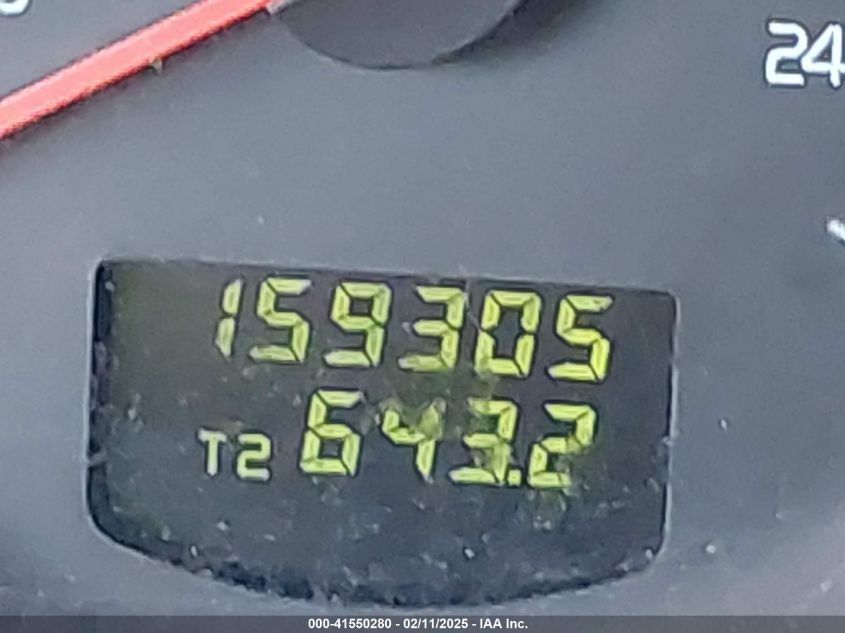 24
159305
T2 643.2
000-41550280 - 02/11/2025 - IAA Inc.